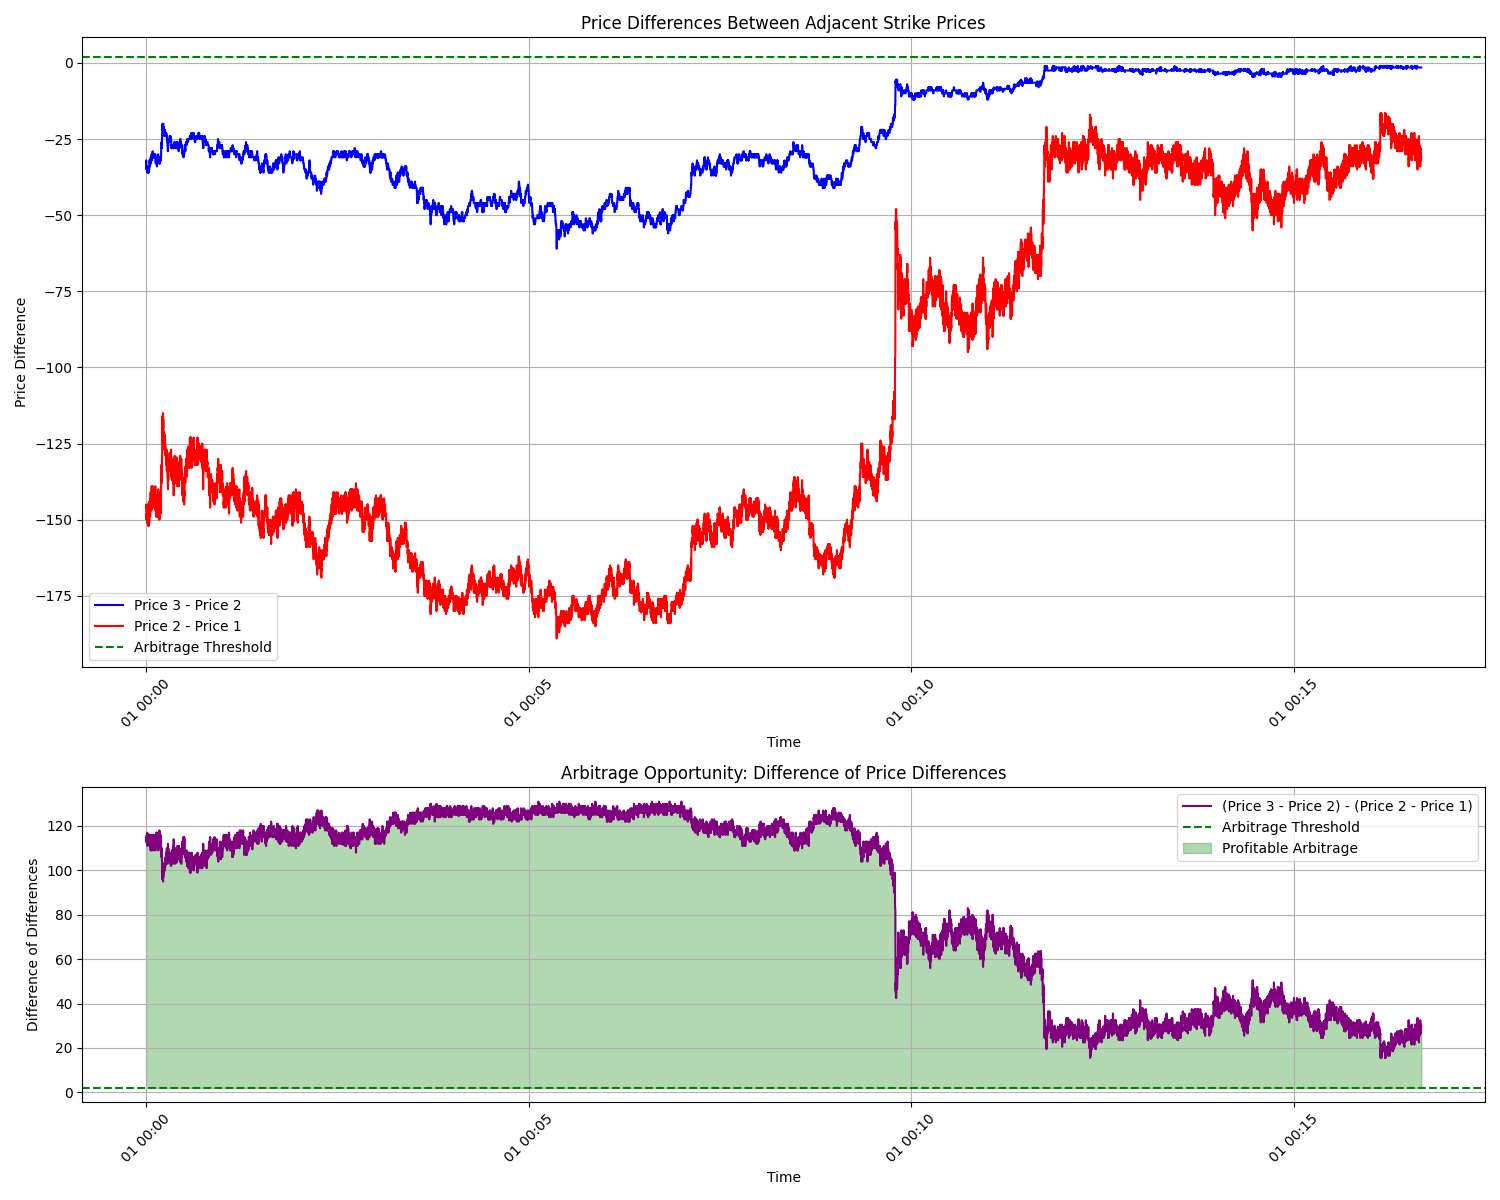 Price Differences Between Adjacent Strike Prices
0
−25
−50
−75
−100
−125
−150
−175
Price Difference
Price 3 - Price 2
Price 2 - Price 1
Arbitrage Threshold
01 00:00
01 00:05
01 00:10
01 00:15
Time
Arbitrage Opportunity: Difference of Price Differences
120
100
80
60
40
20
0
Difference of Differences
(Price 3 - Price 2) - (Price 2 - Price 1)
Arbitrage Threshold
Profitable Arbitrage
01 00:00
01 00:05
01 00:10
01 00:15
Time